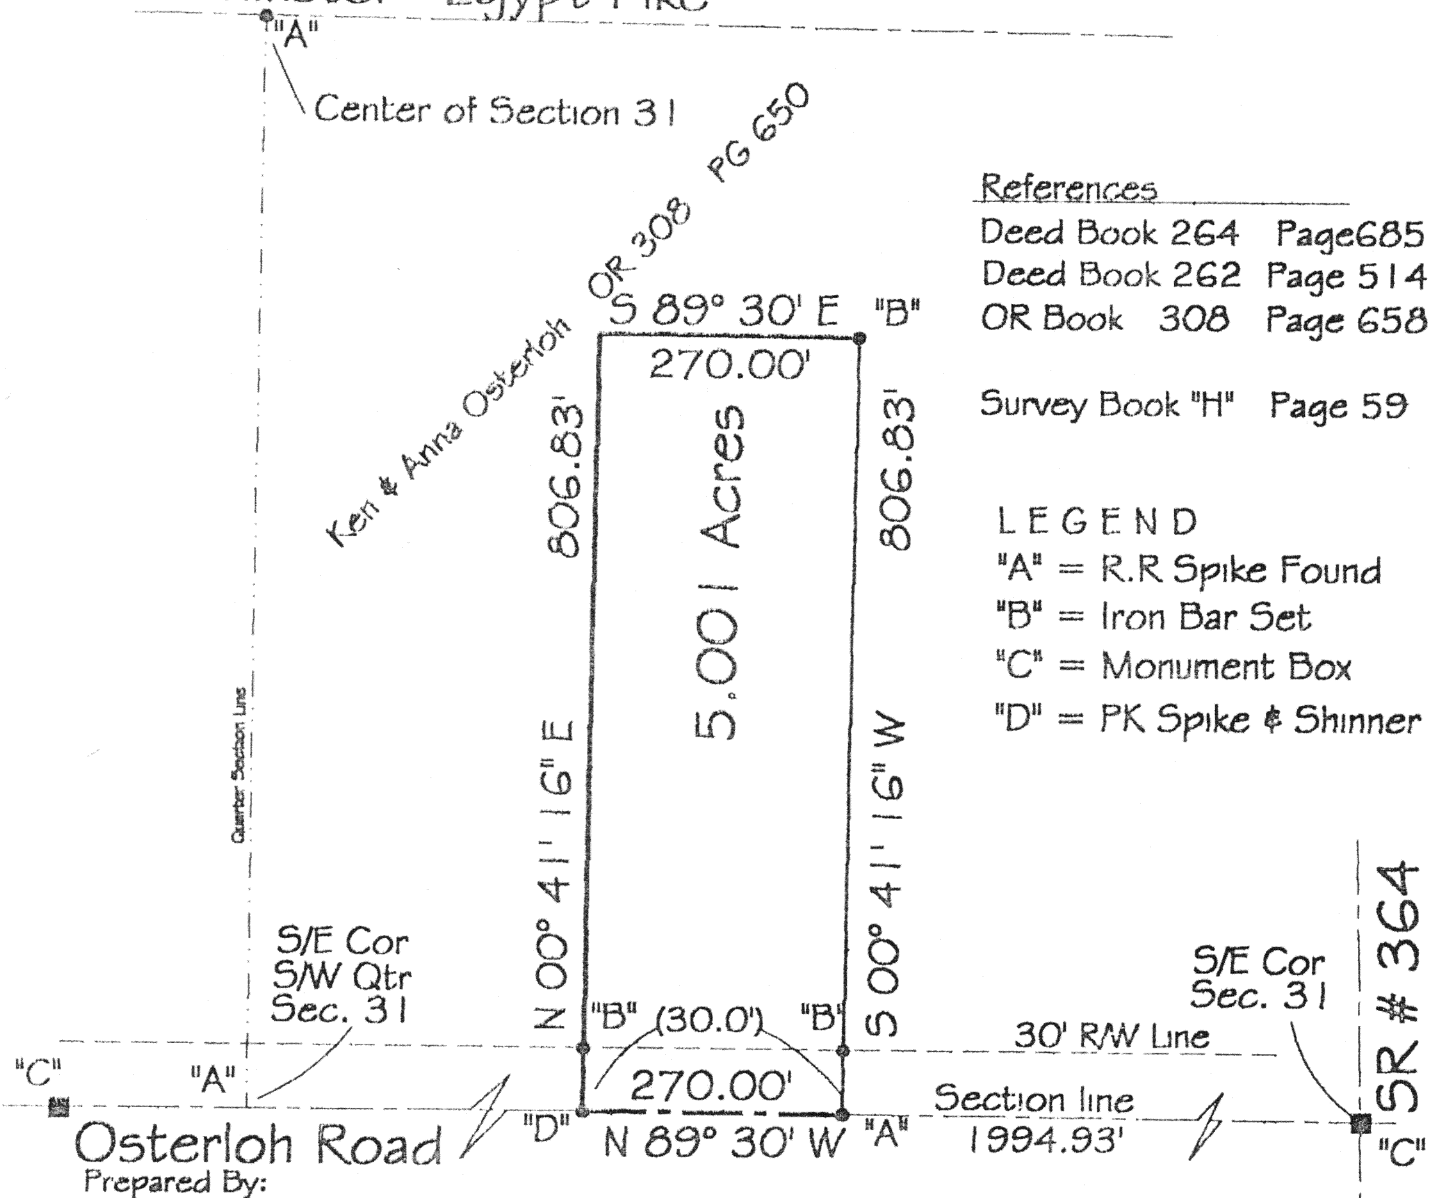 Egypt Pike
"A"
Center of Section 31
Ken & Anna Osterloh OR 308 PG 650
References
Deed Book 264 Page685
Deed Book 262 Page 514
OR Book 308 Page 658
Survey Book "H" Page 59
S 89° 30' E "B"
270.00'
806.83'
5.001 Acres
806.83'
LEGEND
"A" = R.R Spike Found
"B" = Iron Bar Set
"C" = Monument Box
"D" = PK Spike & Shinner
Quarter Section Line
N 00° 41' 16" E
S 00° 41' 16" W
S/E Cor
S/W Qtr
Sec. 31
S/E Cor
Sec. 31
SR # 364
"B" (30.0') "B"
30' R/W Line
"C"
"A"
270.00'
Section line
1994.93'
"D"
N 89° 30' W
"A"
"C"
Osterloh Road
Prepared By: